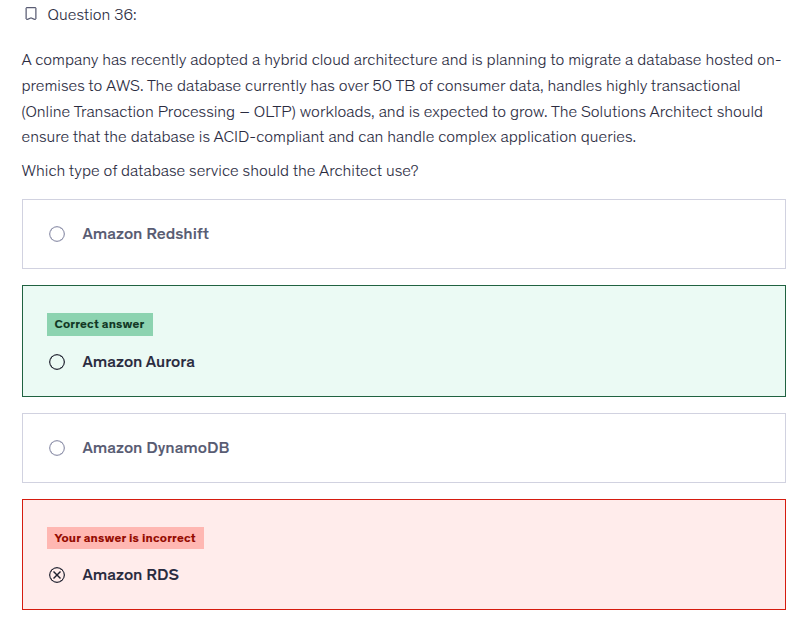 Question 36:
A company has recently adopted a hybrid cloud architecture and is planning to migrate a database hosted on-
premises to AWS. The database currently has over 50 TB of consumer data, handles highly transactional
(Online Transaction Processing – OLTP) workloads, and is expected to grow. The Solutions Architect should
ensure that the database is ACID-compliant and can handle complex application queries.
Which type of database service should the Architect use?
Amazon Redshift
Correct answer
Amazon Aurora
Amazon DynamoDB
Your answer is incorrect
Amazon RDS